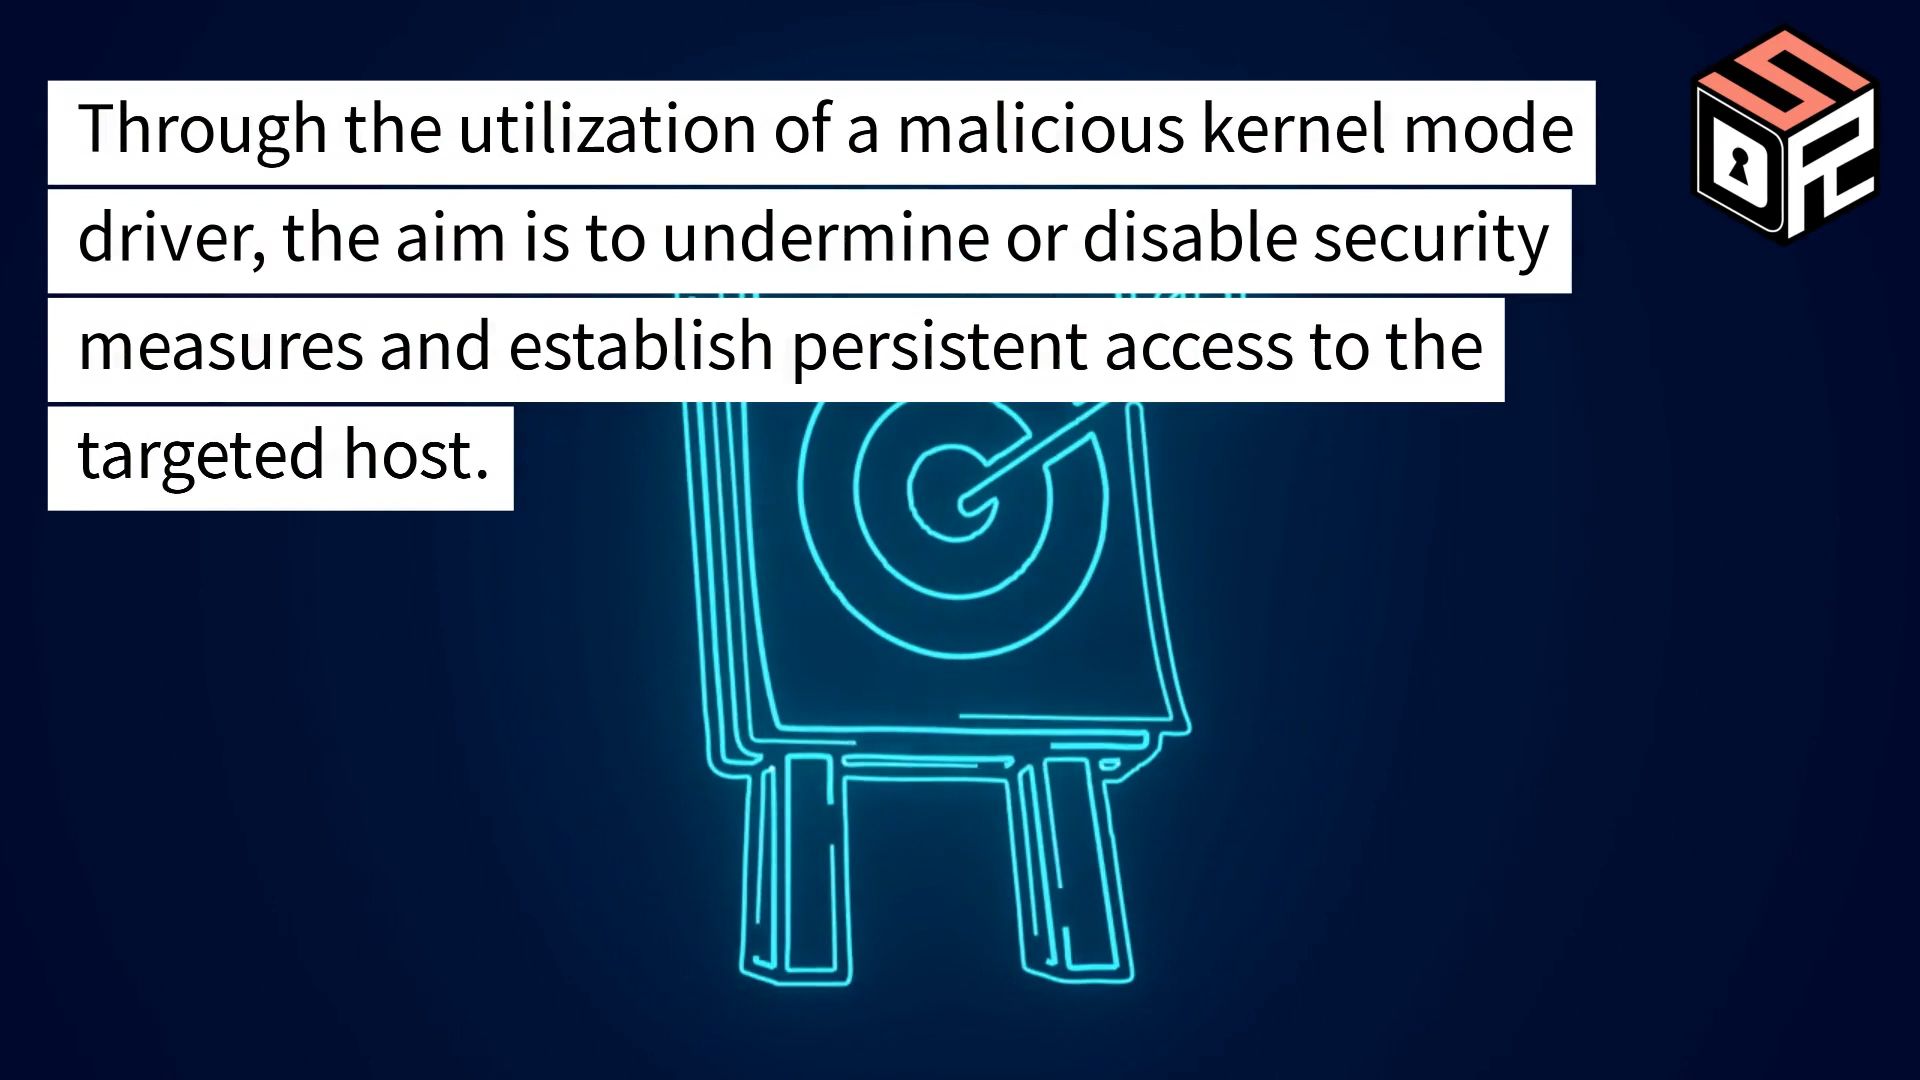 Through the utilization of a malicious kernel mode
driver, the aim is to undermine or disable security
measures and establish persistent access to the
targeted host.